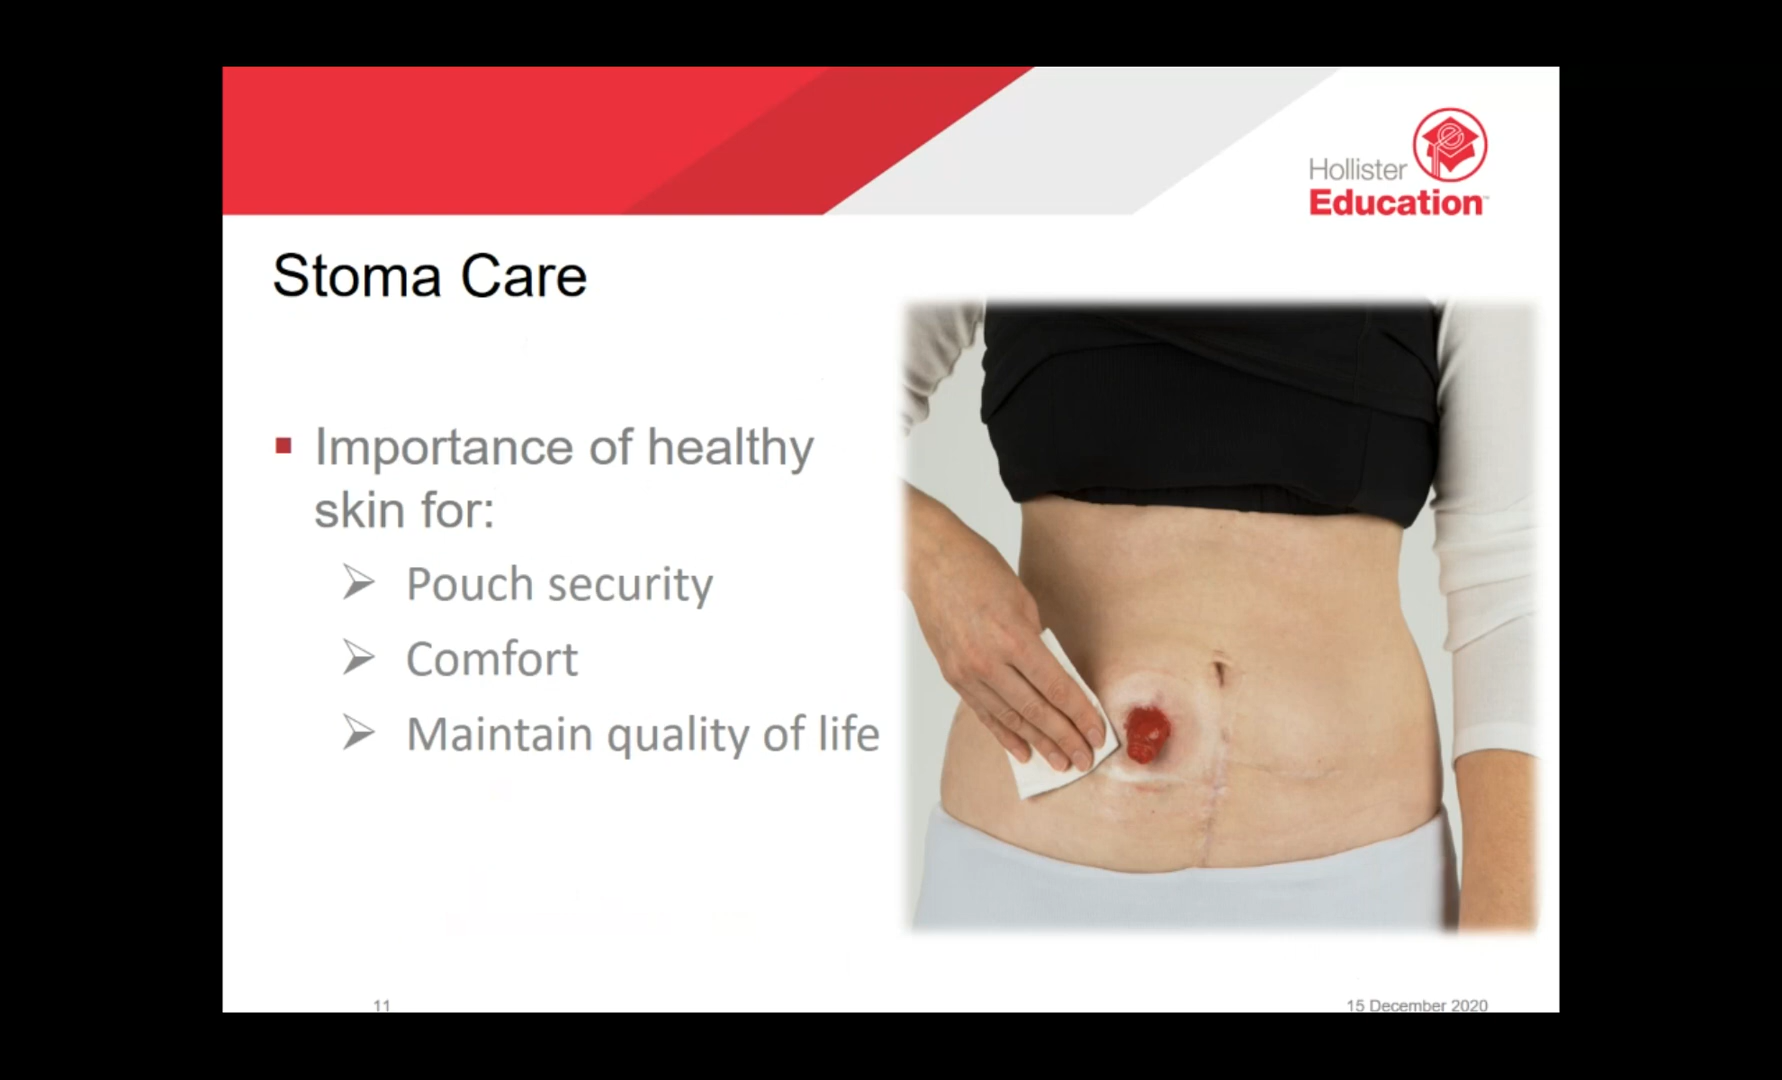 Hollister
Education
Stoma Care
Importance of healthy
skin for:
Pouch security
Comfort
Maintain quality of life
11
15 December 2020